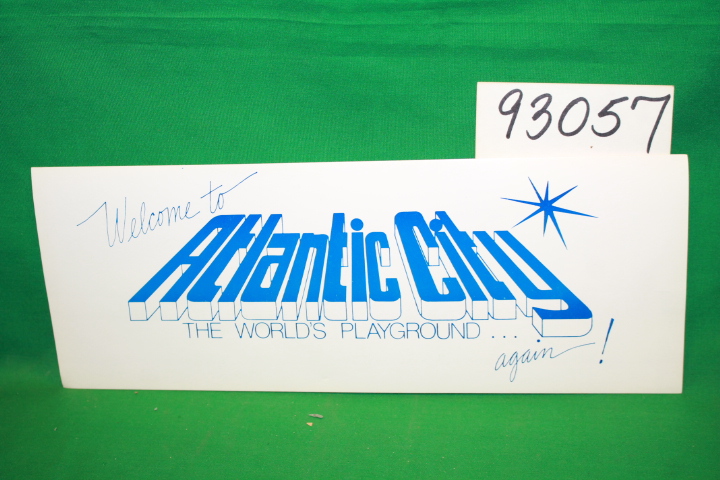 93057
Welcome to
Atlantic City
THE WORLD'S PLAYGROUND ...
again!